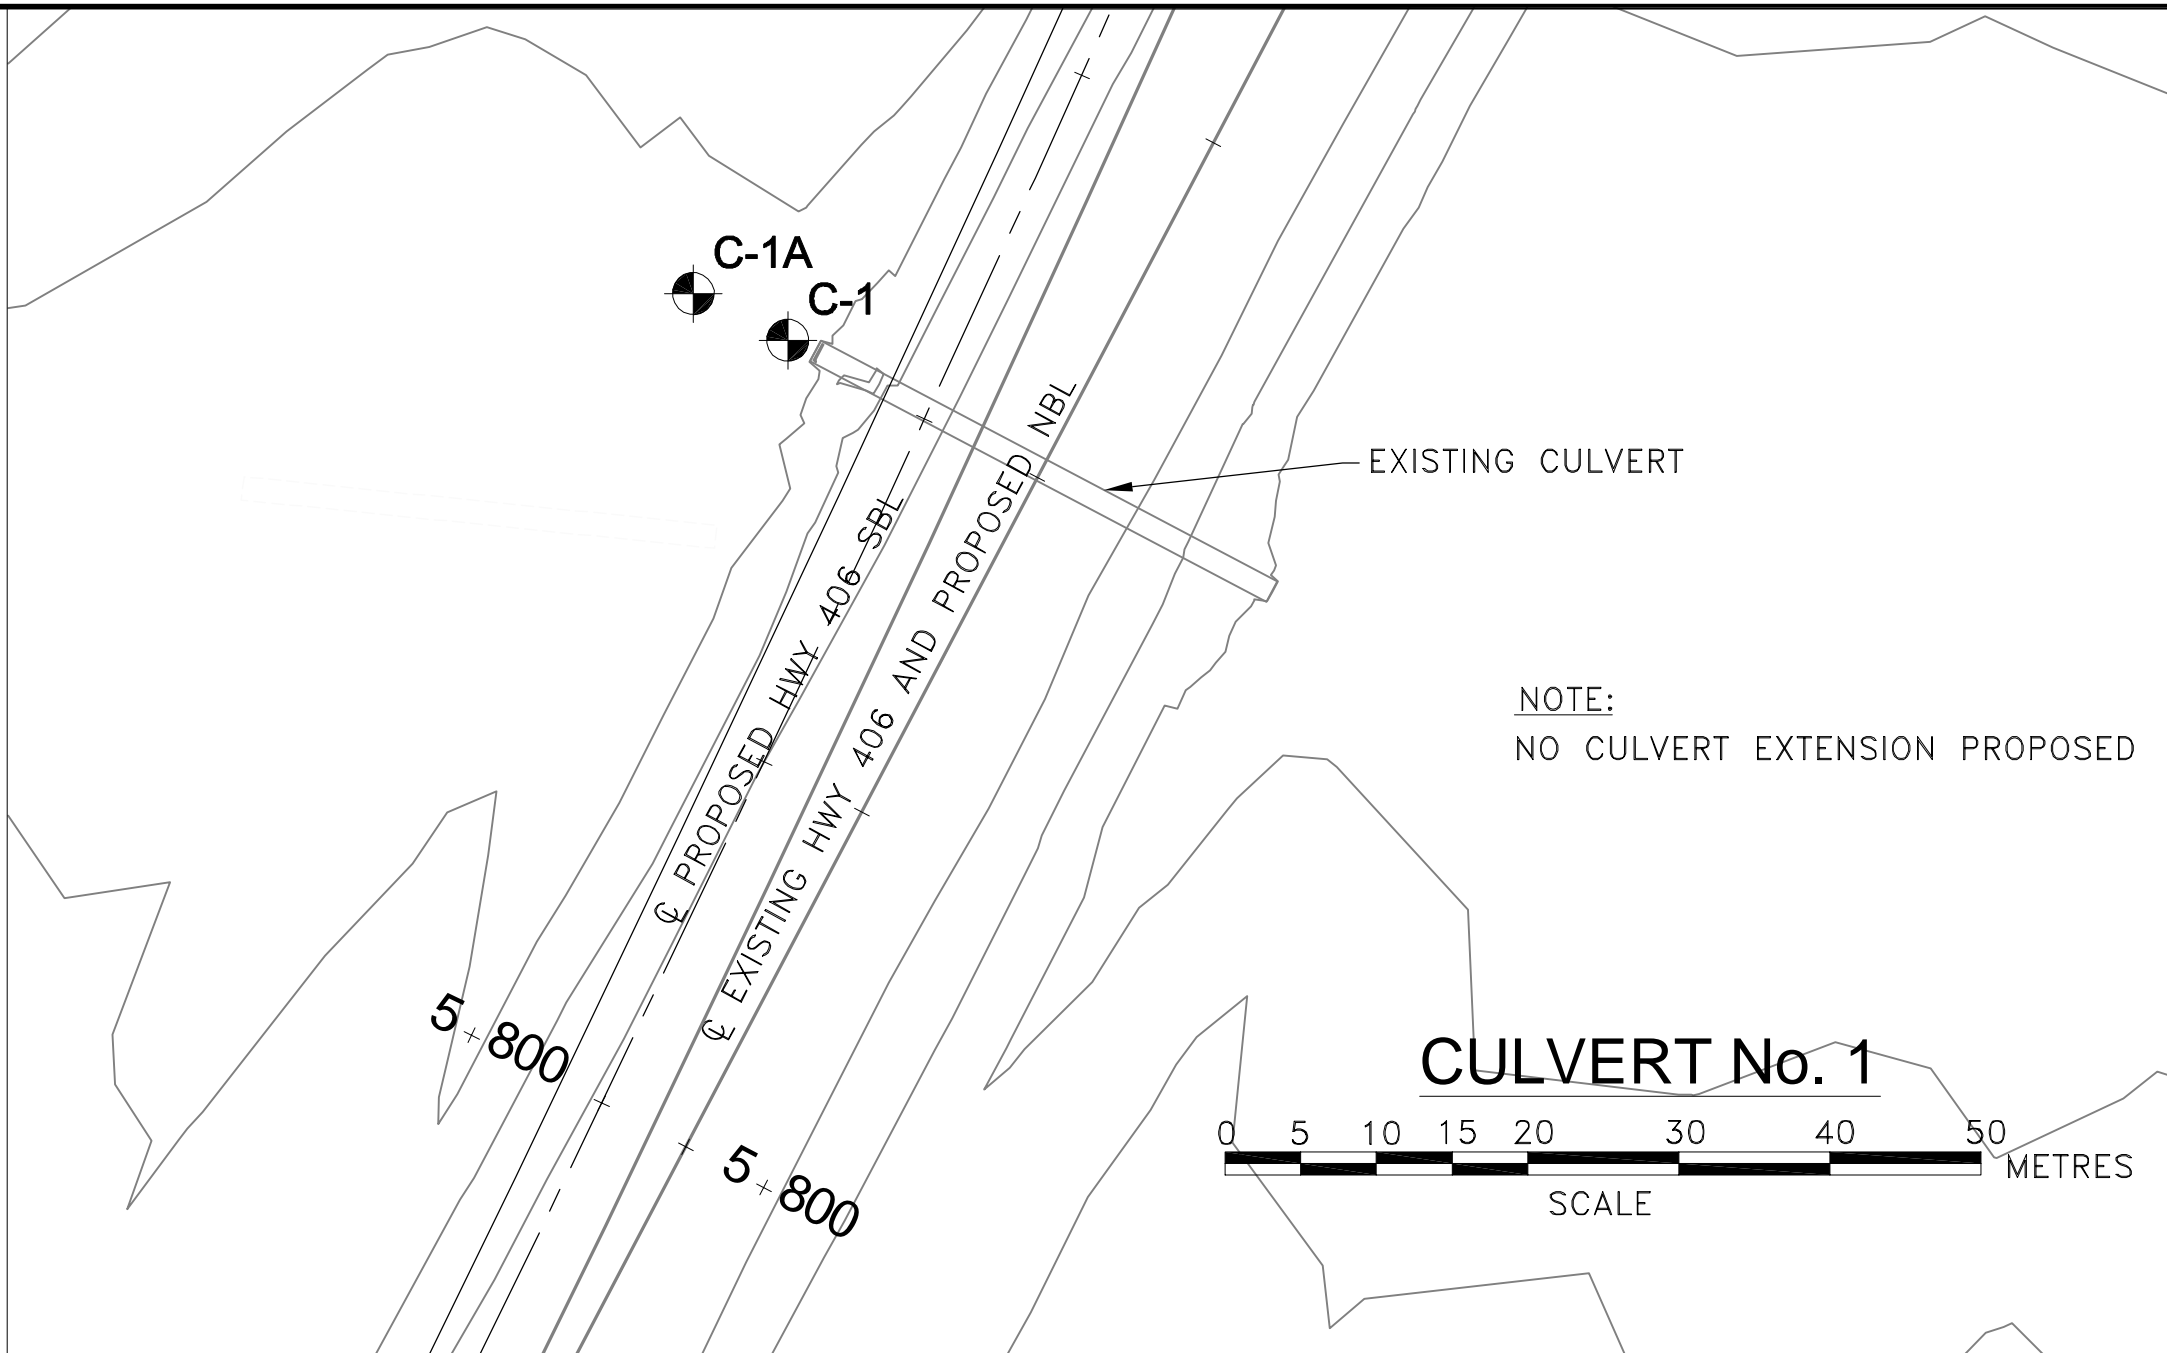 C-1A
C-1
EXISTING CULVERT
℄ PROPOSED HWY 406 SBL
℄ EXISTING HWY 406 AND PROPOSED NBL
NOTE:
NO CULVERT EXTENSION PROPOSED
5+800
5+800
CULVERT No. 1
0 5 10 15 20 30 40 50
METRES
SCALE